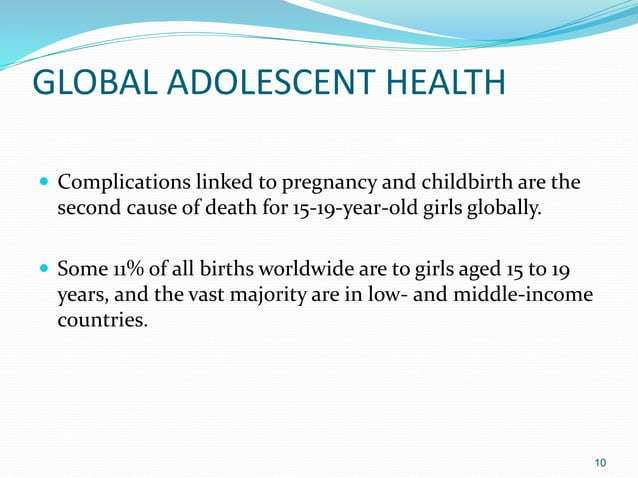 GLOBAL ADOLESCENT HEALTH
Complications linked to pregnancy and childbirth are the
second cause of death for 15-19-year-old girls globally.
Some 11% of all births worldwide are to girls aged 15 to 19
years, and the vast majority are in low- and middle-income
countries.
10